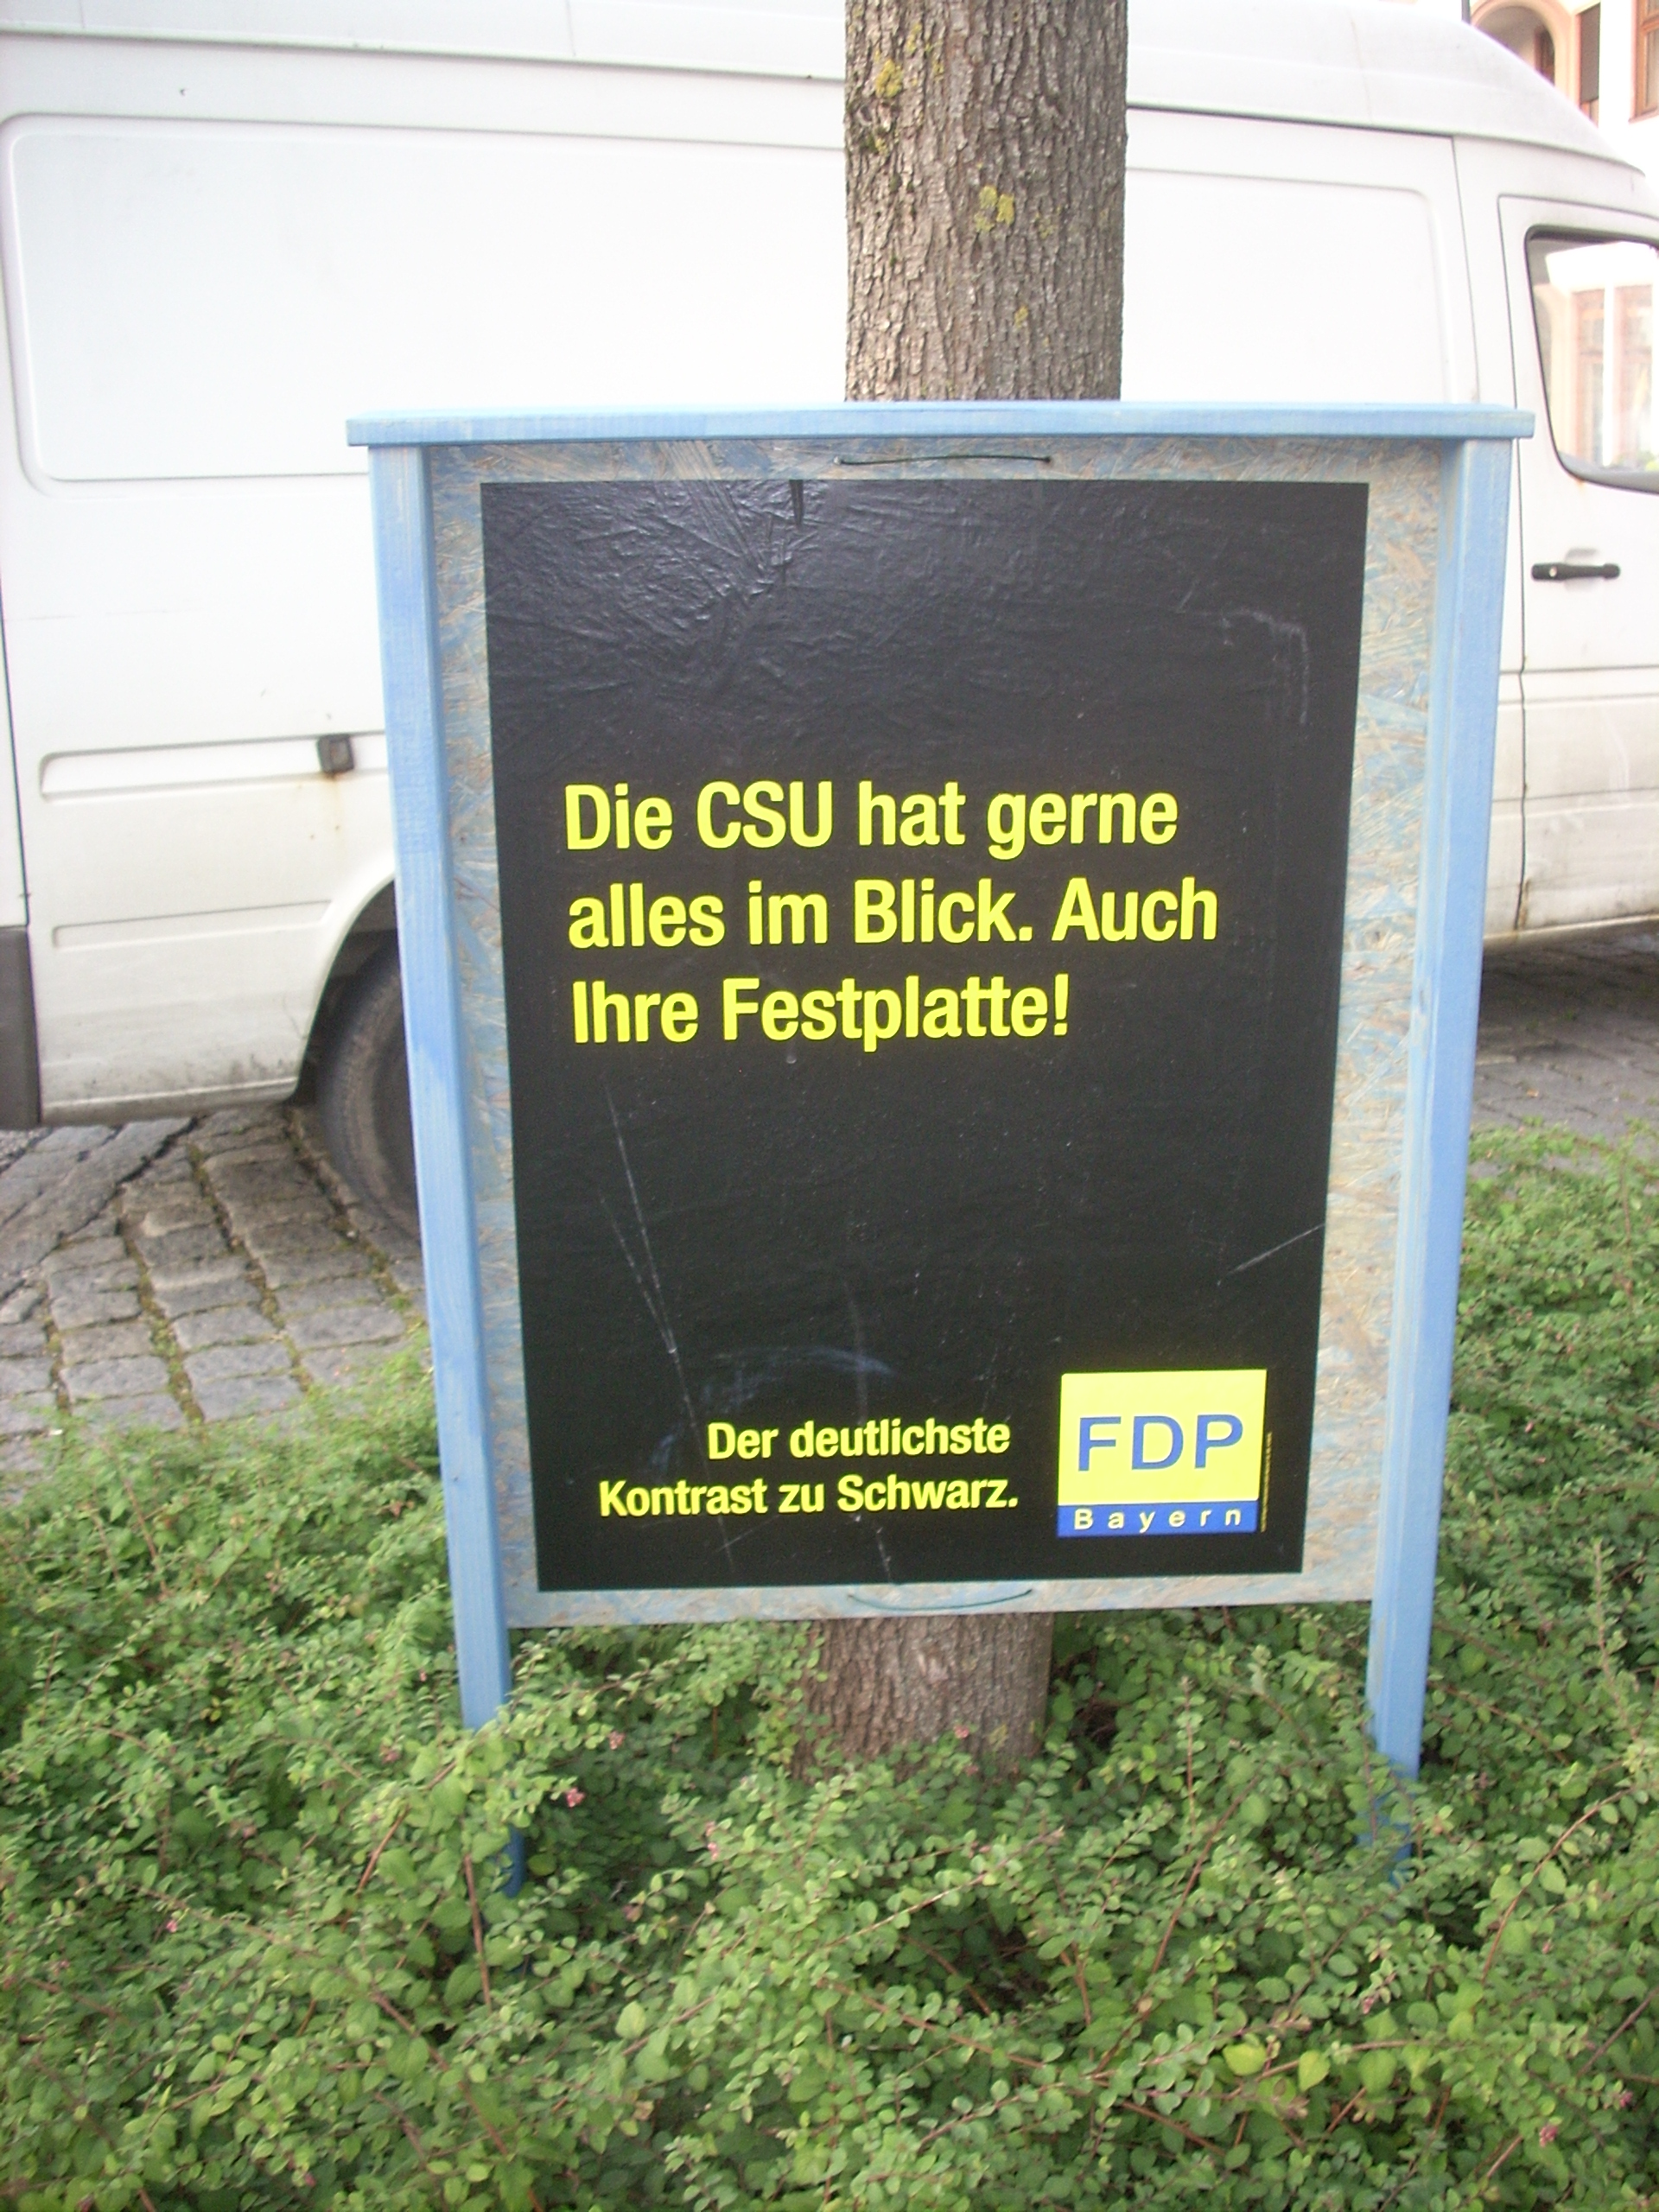 Die CSU hat gerne
alles im Blick. Auch
Ihre Festplatte!
Der deutlichste
Kontrast zu Schwarz.
FDP
Bayern